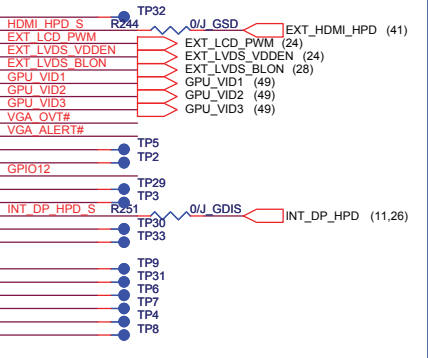 TP32
HDMI_HPD_S R244 0/J_GSD EXT_HDMI_HPD (41)
EXT_LCD_PWM EXT_LCD_PWM (24)
EXT_LVDS_VDDEN EXT_LVDS_VDDEN (24)
EXT_LVDS_BLON EXT_LVDS_BLON (28)
GPU_VID1 GPU_VID1 (49)
GPU_VID2 GPU_VID2 (49)
GPU_VID3 GPU_VID3 (49)
VGA_OVT#
VGA_ALERT#
TP5
TP2
GPIO12
TP29
TP3
INT_DP_HPD_S R251 0/J_GDIS INT_DP_HPD (11,26)
TP30
TP33
TP9
TP31
TP6
TP7
TP4
TP8